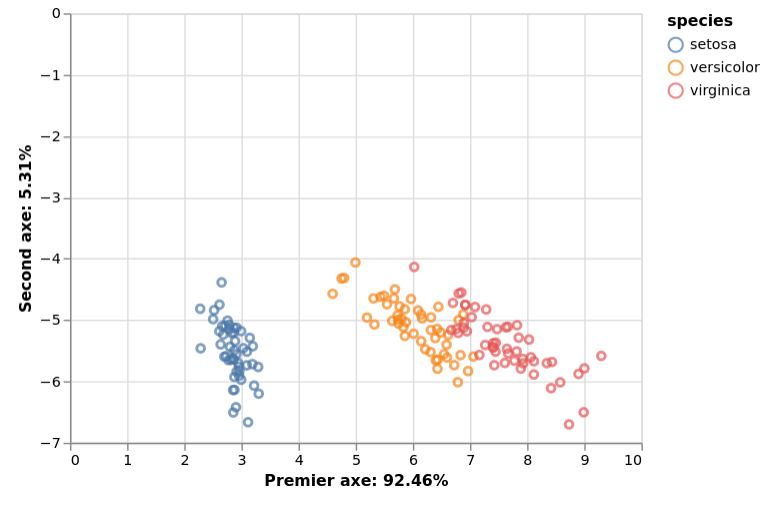 species
setosa
versicolor
virginica
Second axe: 5.31%
0
−1
−2
−3
−4
−5
−6
−7
0 1 2 3 4 5 6 7 8 9 10
Premier axe: 92.46%